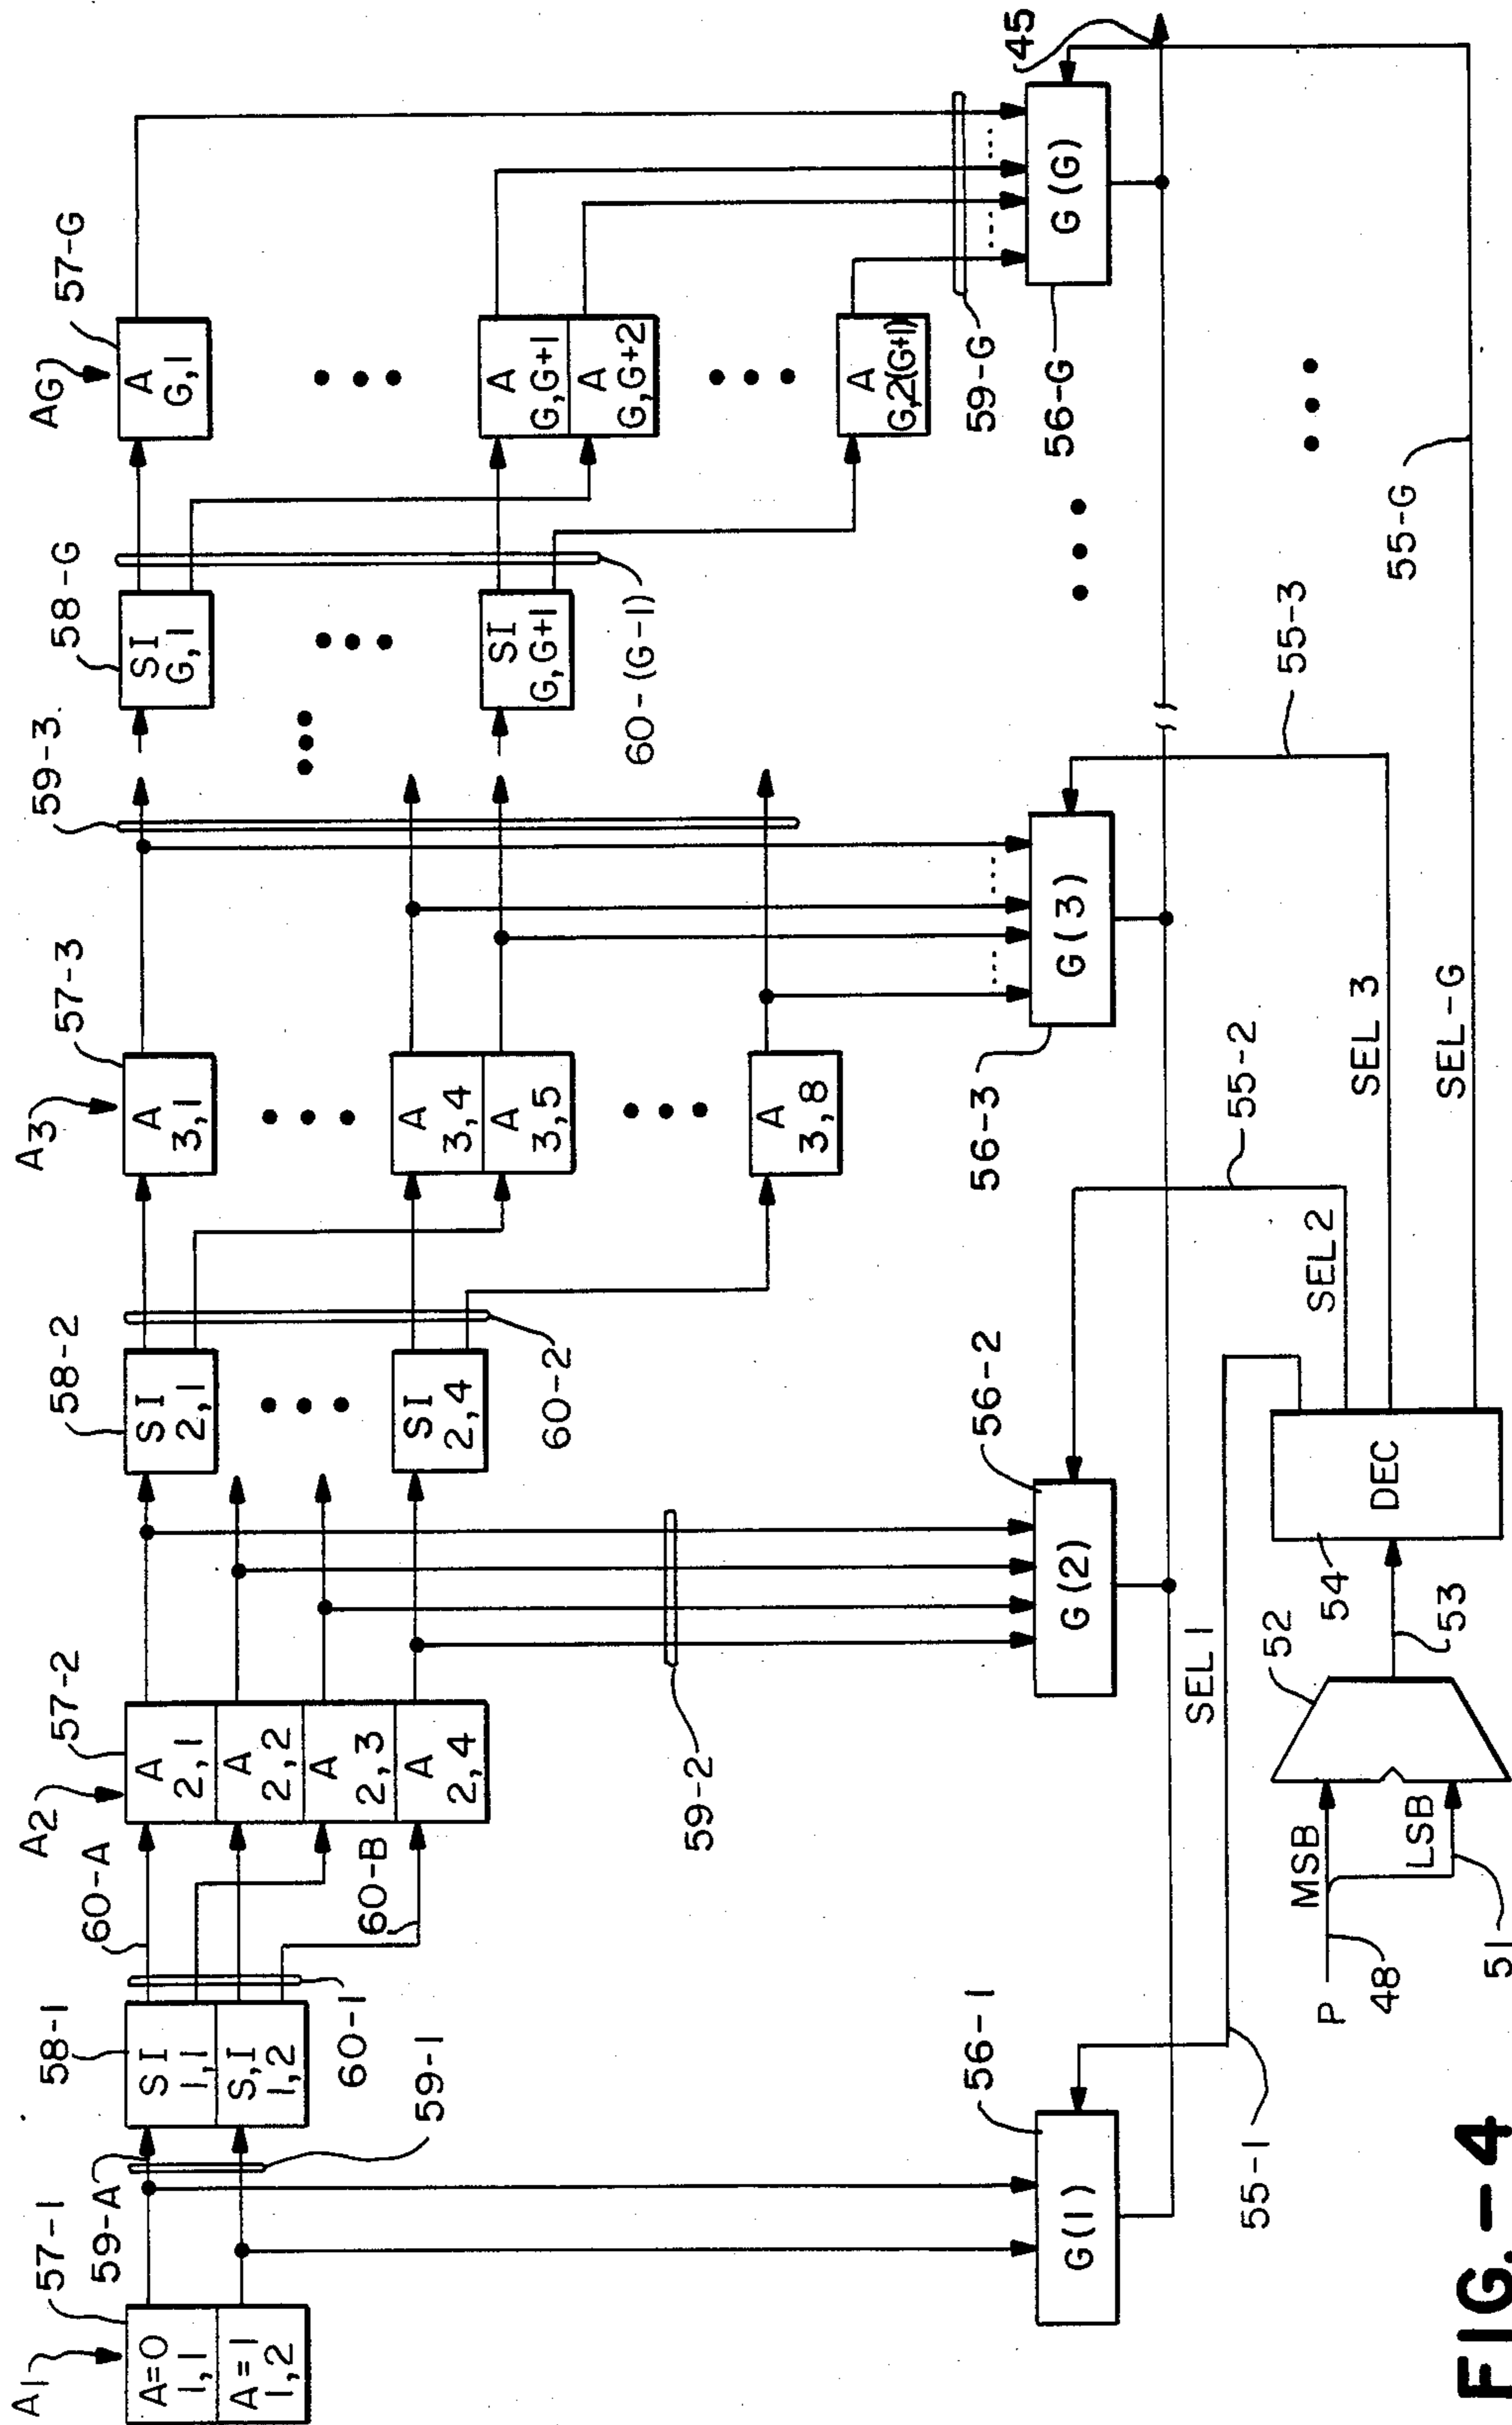 A1
57-1
59-A
A=0
1,1
A=1
1,2
58-1
SI
1,1
S,I
1,2
60-1
59-1
60-A
60-B
A2
57-2
A
2,1
A
2,2
A
2,3
A
2,4
59-2
58-2
SI
2,1
SI
2,4
60-2
A3
57-3
A
3,1
A
3,4
A
3,5
A
3,8
59-3.
58-G
SI
G,1
SI
G,G+1
60-(G-1)
AG
57-G
A
G,1
A
G,G+1
A
G,G+2
A
G,2(G+1)
59-G
G(1)
56-1
G(2)
56-2
G(3)
56-3
G(G)
56-G
45
55-1
SEL 1
55-2
SEL2
55-3
SEL 3
55-G
SEL-G
P
48
MSB
LSB
51
52
53
54
DEC
FIG.-4